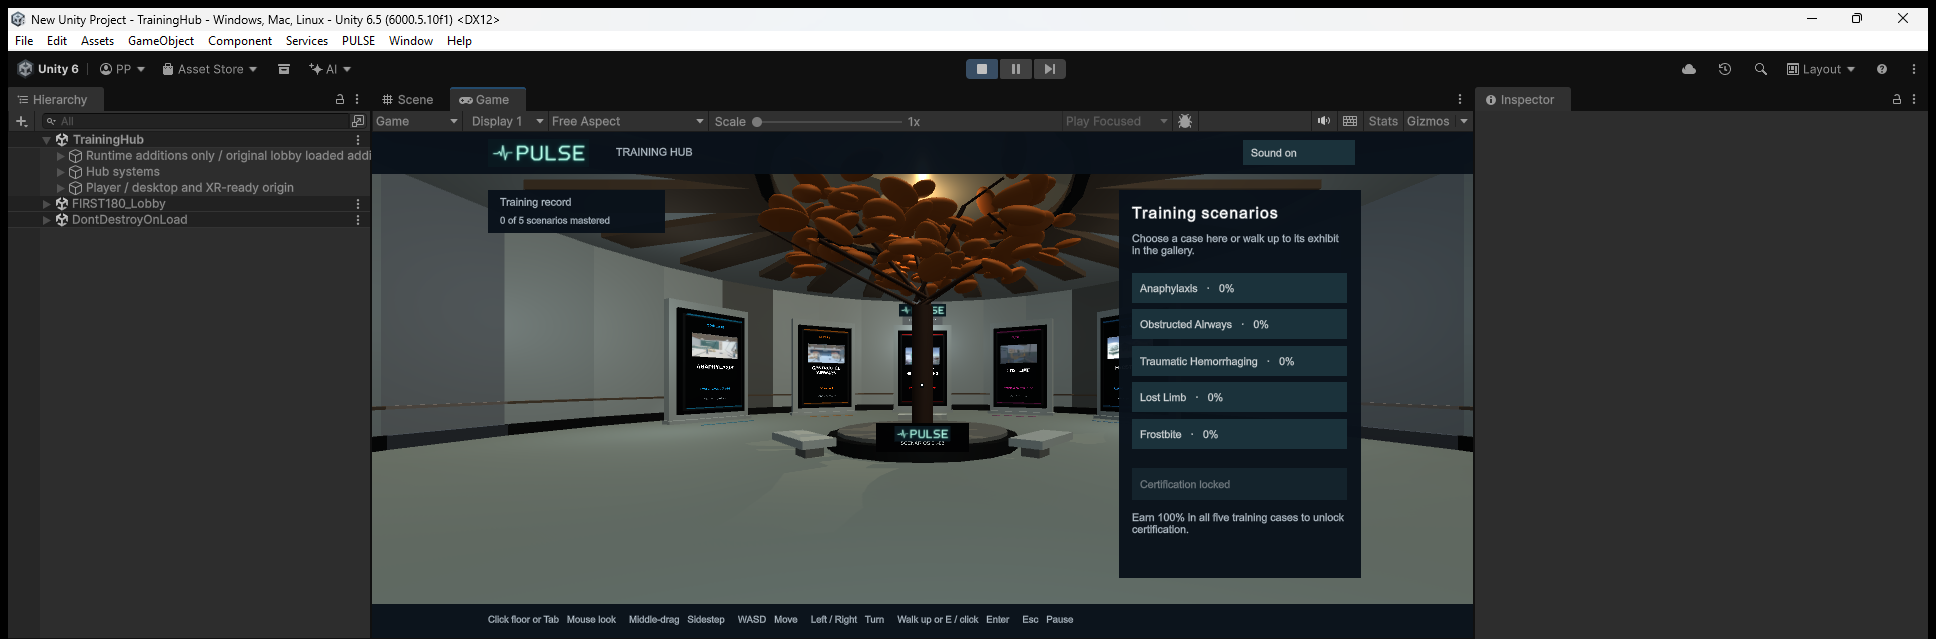 New Unity Project - TrainingHub - Windows, Mac, Linux - Unity 6.5 (6000.5.10f1) <DX12>
File Edit Assets GameObject Component Services PULSE Window Help
Unity 6 PP Asset Store AI Layout
Hierarchy
Scene Game
Inspector
All
Game Display 1 Free Aspect Scale 1x Play Focused Stats Gizmos
TrainingHub
Runtime additions only / original lobby loaded addi
Hub systems
Player / desktop and XR-ready origin
FIRST180_Lobby
DontDestroyOnLoad
PULSE TRAINING HUB
Sound on
Training record
0 of 5 scenarios mastered
Training scenarios
Choose a case here or walk up to its exhibit
in the gallery.
Anaphylaxis · 0%
Obstructed Airways · 0%
Traumatic Hemorrhaging · 0%
Lost Limb · 0%
Frostbite · 0%
Certification locked
Earn 100% in all five training cases to unlock
certification.
ANAPHYLAXIS
PULSE
Click floor or Tab Mouse look Middle-drag Sidestep WASD Move Left / Right Turn Walk up or E / click Enter Esc Pause